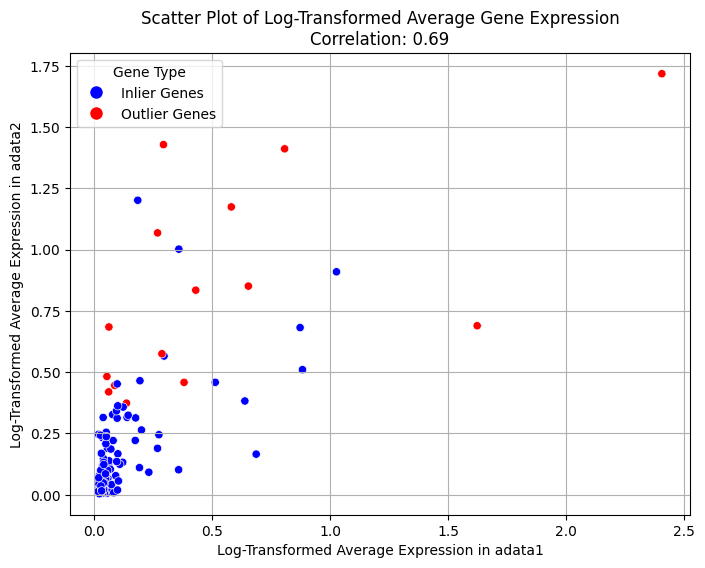 Scatter Plot of Log-Transformed Average Gene Expression
Correlation: 0.69
Gene Type
Inlier Genes
Outlier Genes
Log-Transformed Average Expression in adata2
1.75
1.50
1.25
1.00
0.75
0.50
0.25
0.00
0.0 0.5 1.0 1.5 2.0 2.5
Log-Transformed Average Expression in adata1